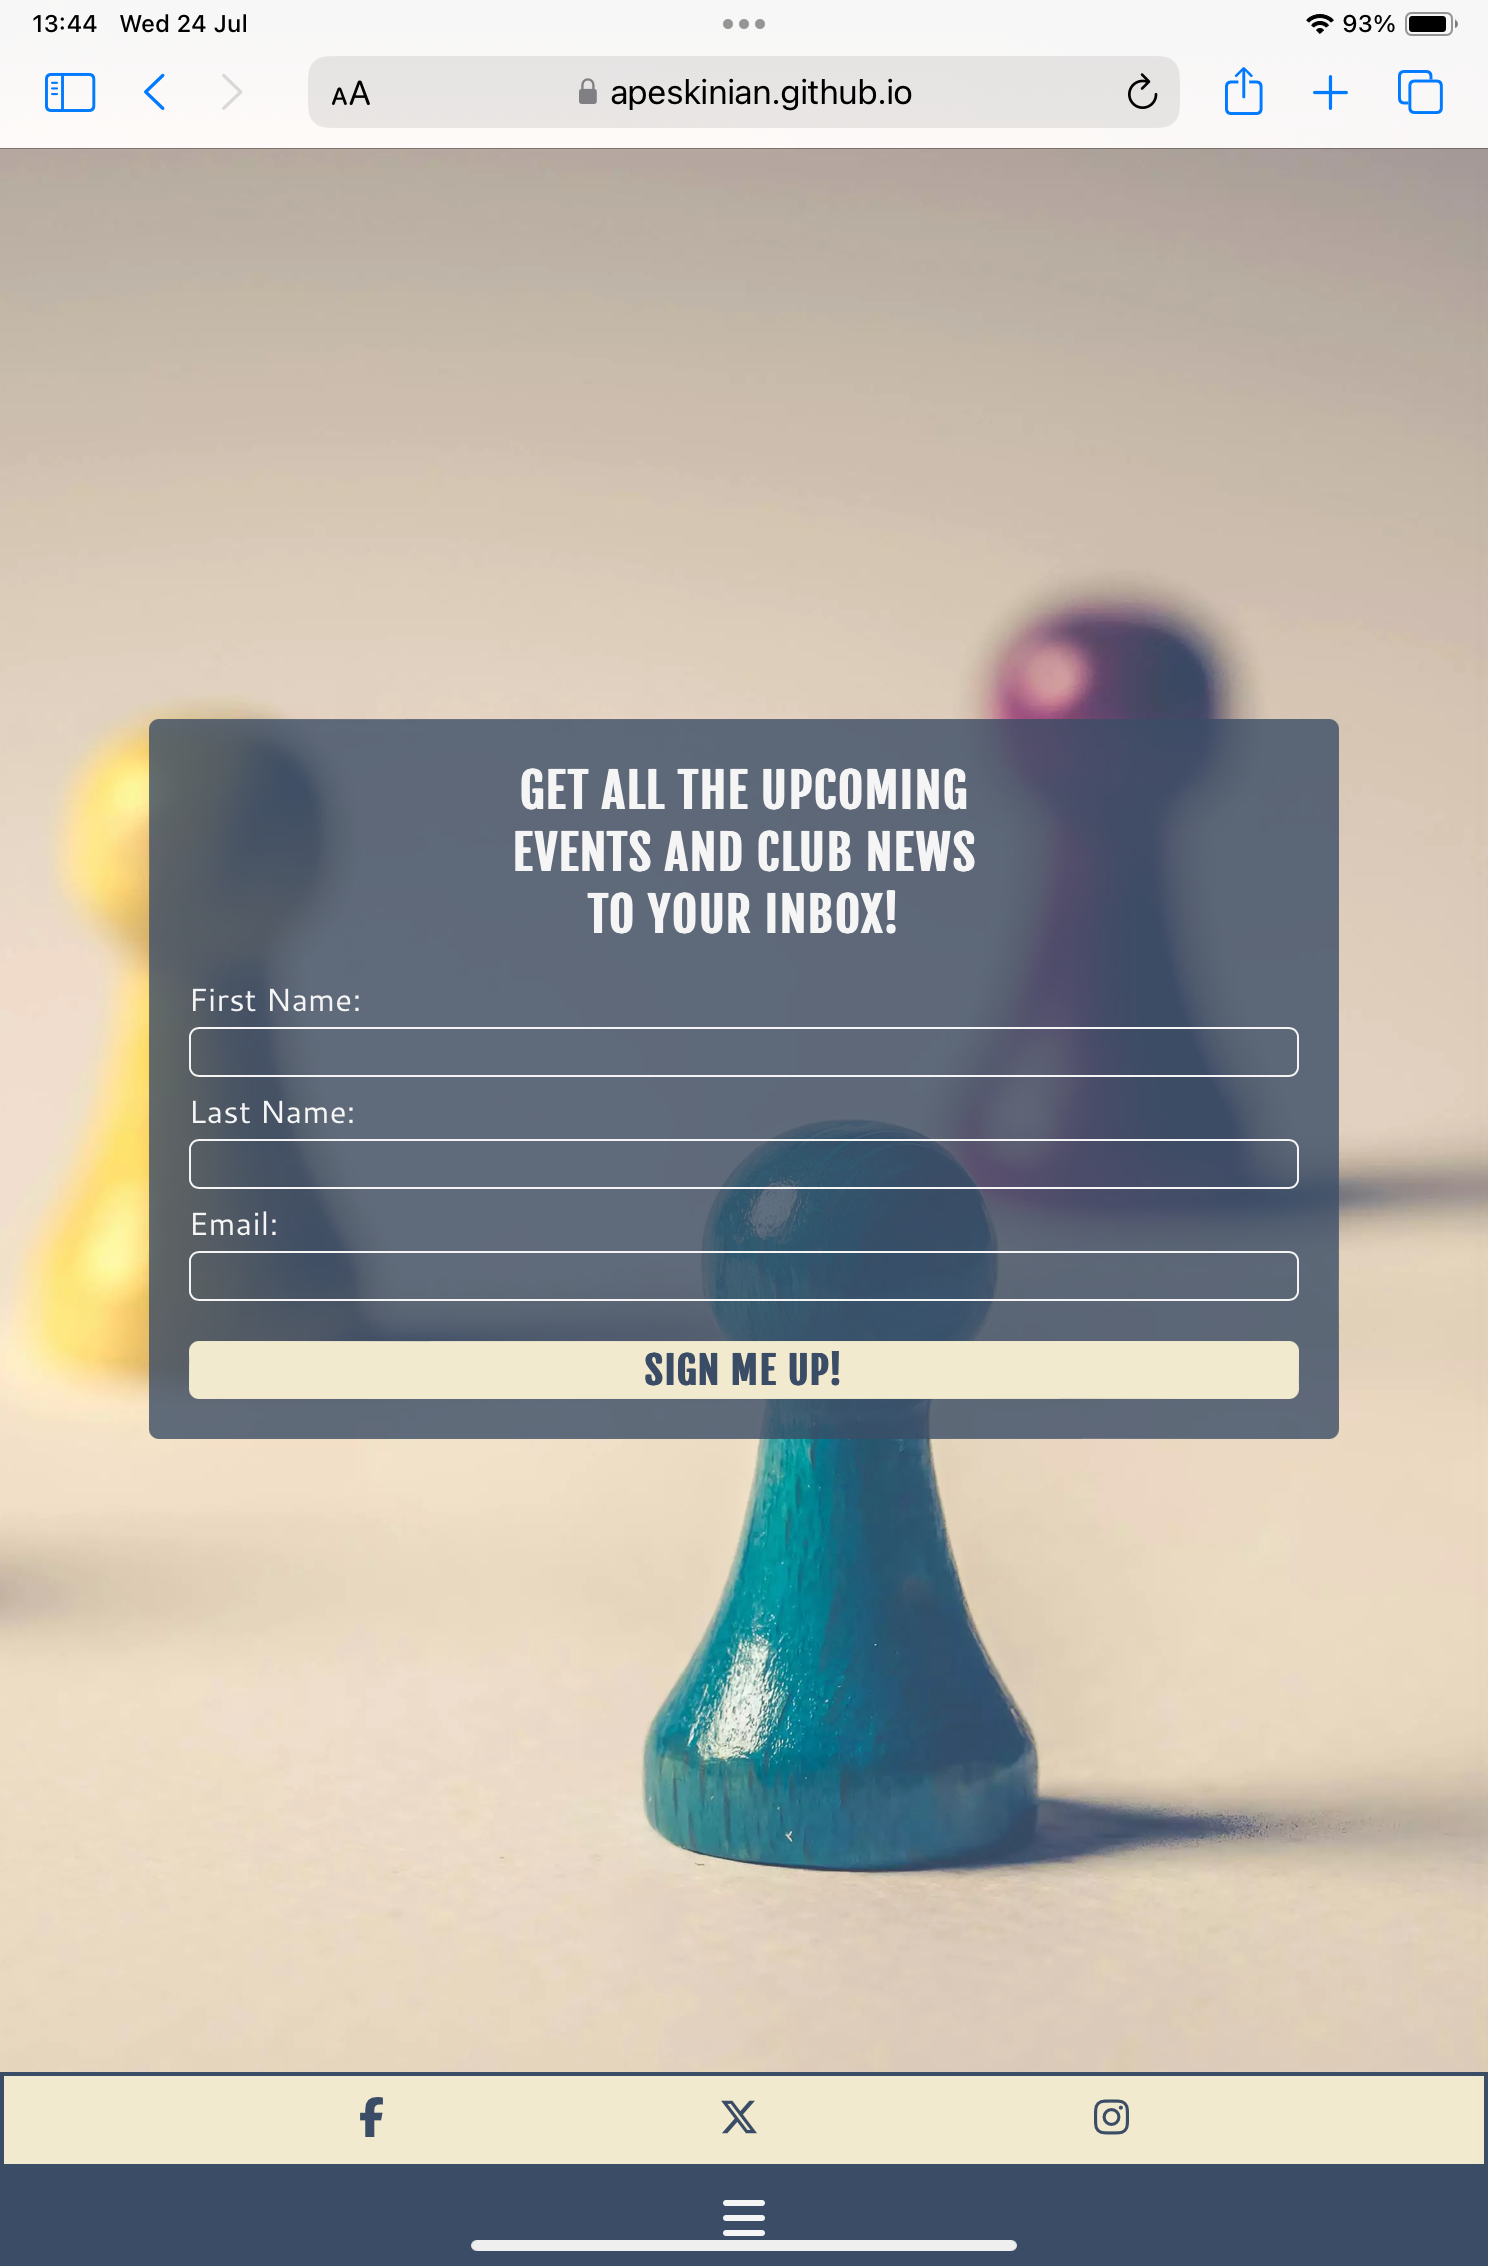 13:44 Wed 24 Jul
93%
AA apeskinian.github.io
GET ALL THE UPCOMING
EVENTS AND CLUB NEWS
TO YOUR INBOX!
First Name:
Last Name:
Email:
SIGN ME UP!